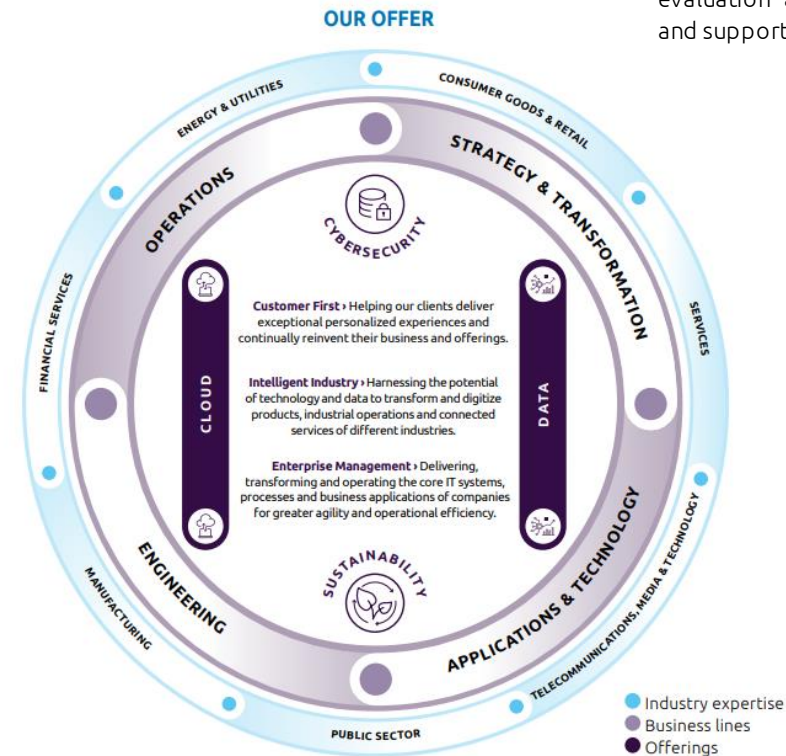 evaluation
and support
OUR OFFER
ENERGY & UTILITIES
CONSUMER GOODS & RETAIL
SERVICES
TELECOMMUNICATIONS, MEDIA & TECHNOLOGY
PUBLIC SECTOR
MANUFACTURING
FINANCIAL SERVICES
OPERATIONS
STRATEGY & TRANSFORMATION
APPLICATIONS & TECHNOLOGY
ENGINEERING
CYBERSECURITY
CLOUD
Customer First › Helping our clients deliver
exceptional personalized experiences and
continually reinvent their business and offerings.
Intelligent Industry › Harnessing the potential
of technology and data to transform and digitize
products, industrial operations and connected
services of different industries.
Enterprise Management › Delivering,
transforming and operating the core IT systems,
processes and business applications of companies
for greater agility and operational efficiency.
DATA
SUSTAINABILITY
Industry expertise
Business lines
Offerings